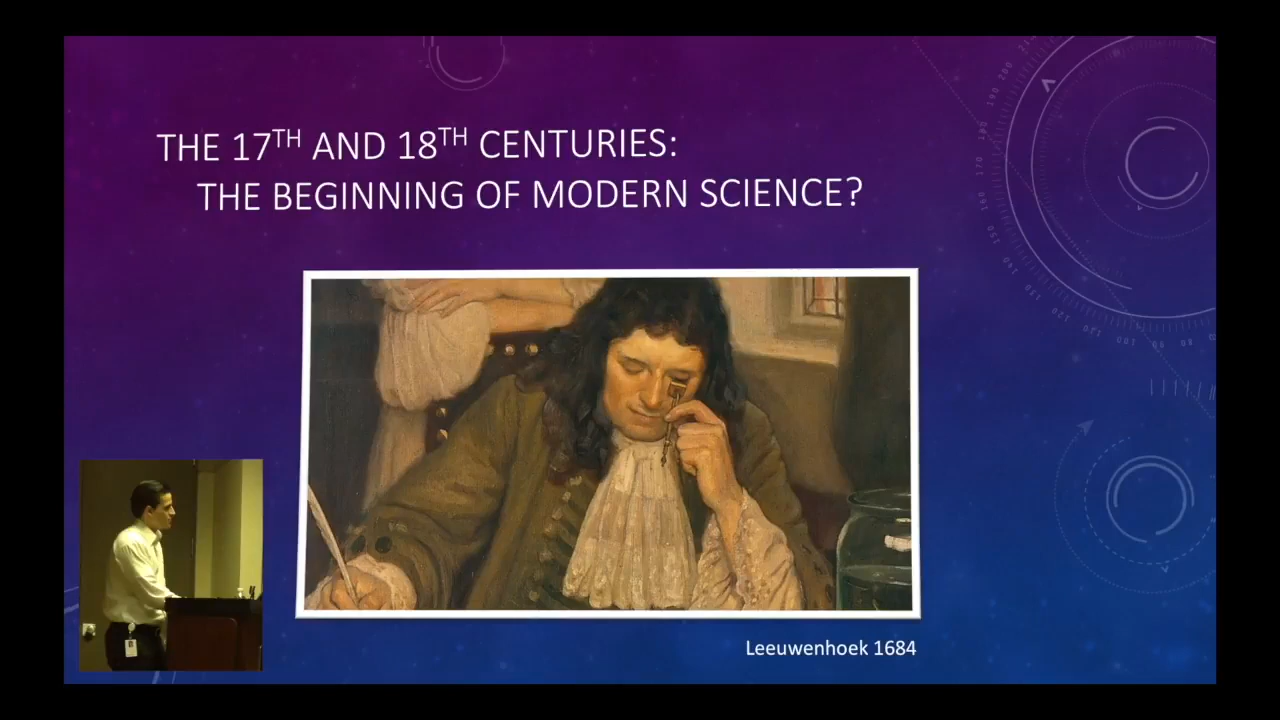 THE 17TH AND 18TH CENTURIES:
THE BEGINNING OF MODERN SCIENCE?
Leeuwenhoek 1684